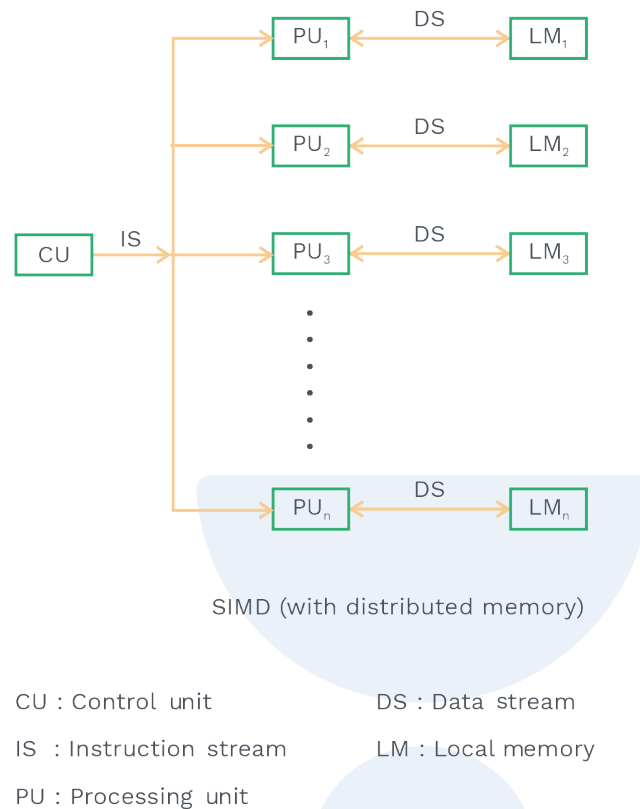 DS
PU₁ LM₁
DS
PU₂ LM₂
DS
IS
CU PU₃ LM₃
DS
PUₙ LMₙ
SIMD (with distributed memory)
CU : Control unit DS : Data stream
IS : Instruction stream LM : Local memory
PU : Processing unit